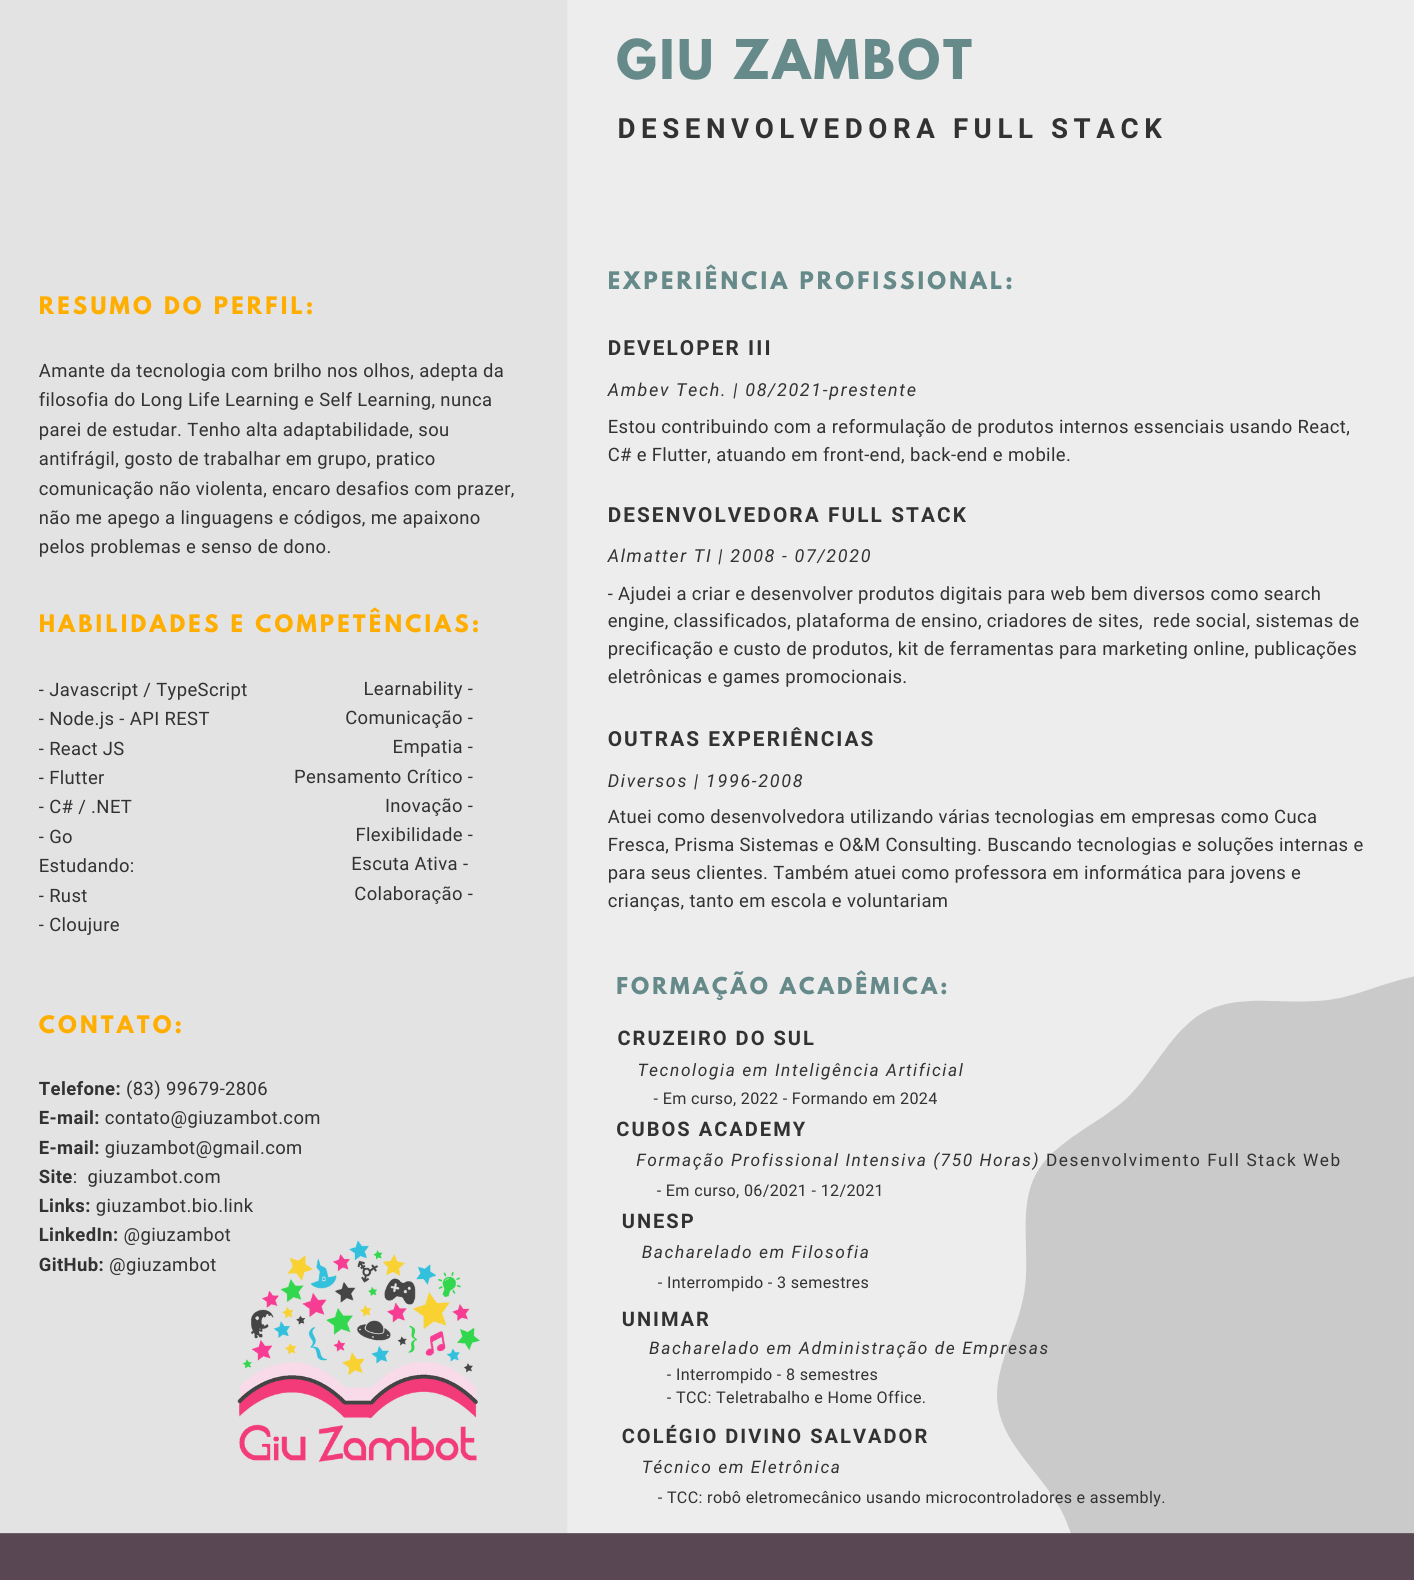 GIU ZAMBOT
DESENVOLVEDORA FULL STACK
RESUMO DO PERFIL:
Amante da tecnologia com brilho nos olhos, adepta da
filosofia do Long Life Learning e Self Learning, nunca
parei de estudar. Tenho alta adaptabilidade, sou
antifrágil, gosto de trabalhar em grupo, pratico
comunicação não violenta, encaro desafios com prazer,
não me apego a linguagens e códigos, me apaixono
pelos problemas e senso de dono.
HABILIDADES E COMPETÊNCIAS:
- Javascript / TypeScript
- Node.js - API REST
- React JS
- Flutter
- C# / .NET
- Go
Estudando:
- Rust
- Cloujure
Learnability -
Comunicação -
Empatia -
Pensamento Crítico -
Inovação -
Flexibilidade -
Escuta Ativa -
Colaboração -
CONTATO:
Telefone: (83) 99679-2806
E-mail: contato@giuzambot.com
E-mail: giuzambot@gmail.com
Site:  giuzambot.com
Links: giuzambot.bio.link
LinkedIn: @giuzambot
GitHub: @giuzambot
Giu Zambot
EXPERIÊNCIA PROFISSIONAL:
DEVELOPER III
Ambev Tech. | 08/2021-prestente
Estou contribuindo com a reformulação de produtos internos essenciais usando React,
C# e Flutter, atuando em front-end, back-end e mobile.
DESENVOLVEDORA FULL STACK
Almatter TI | 2008 - 07/2020
- Ajudei a criar e desenvolver produtos digitais para web bem diversos como search
engine, classificados, plataforma de ensino, criadores de sites,  rede social, sistemas de
precificação e custo de produtos, kit de ferramentas para marketing online, publicações
eletrônicas e games promocionais.
OUTRAS EXPERIÊNCIAS
Diversos | 1996-2008
Atuei como desenvolvedora utilizando várias tecnologias em empresas como Cuca
Fresca, Prisma Sistemas e O&M Consulting. Buscando tecnologias e soluções internas e
para seus clientes. Também atuei como professora em informática para jovens e
crianças, tanto em escola e voluntariam
FORMAÇÃO ACADÊMICA:
CRUZEIRO DO SUL
Tecnologia em Inteligência Artificial
- Em curso, 2022 - Formando em 2024
CUBOS ACADEMY
Formação Profissional Intensiva (750 Horas) Desenvolvimento Full Stack Web
- Em curso, 06/2021 - 12/2021
UNESP
Bacharelado em Filosofia
- Interrompido - 3 semestres
UNIMAR
Bacharelado em Administração de Empresas
- Interrompido - 8 semestres
- TCC: Teletrabalho e Home Office.
COLÉGIO DIVINO SALVADOR
Técnico em Eletrônica
- TCC: robô eletromecânico usando microcontroladores e assembly.